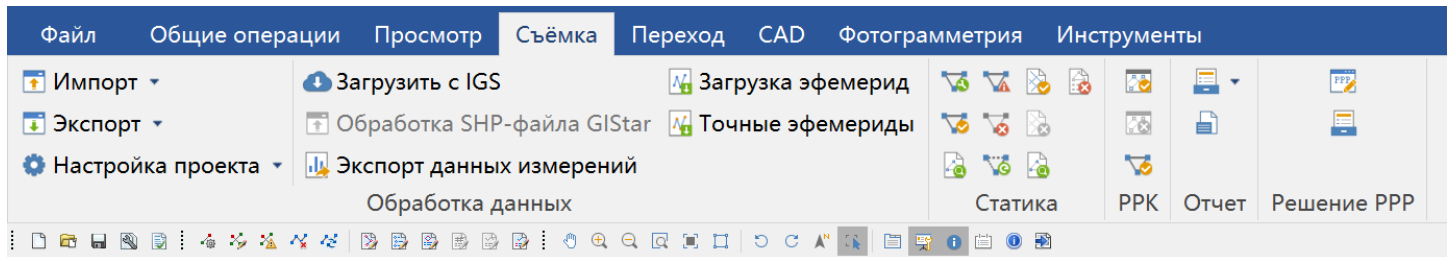 Файл Общие операции Просмотр Съёмка Переход CAD Фотограмметрия Инструменты
Импорт Загрузить с IGS Загрузка эфемерид
Экспорт Обработка SHP-файла GIStar Точные эфемериды
Настройка проекта Экспорт данных измерений
Обработка данных Статика PPK Отчет Решение PPP